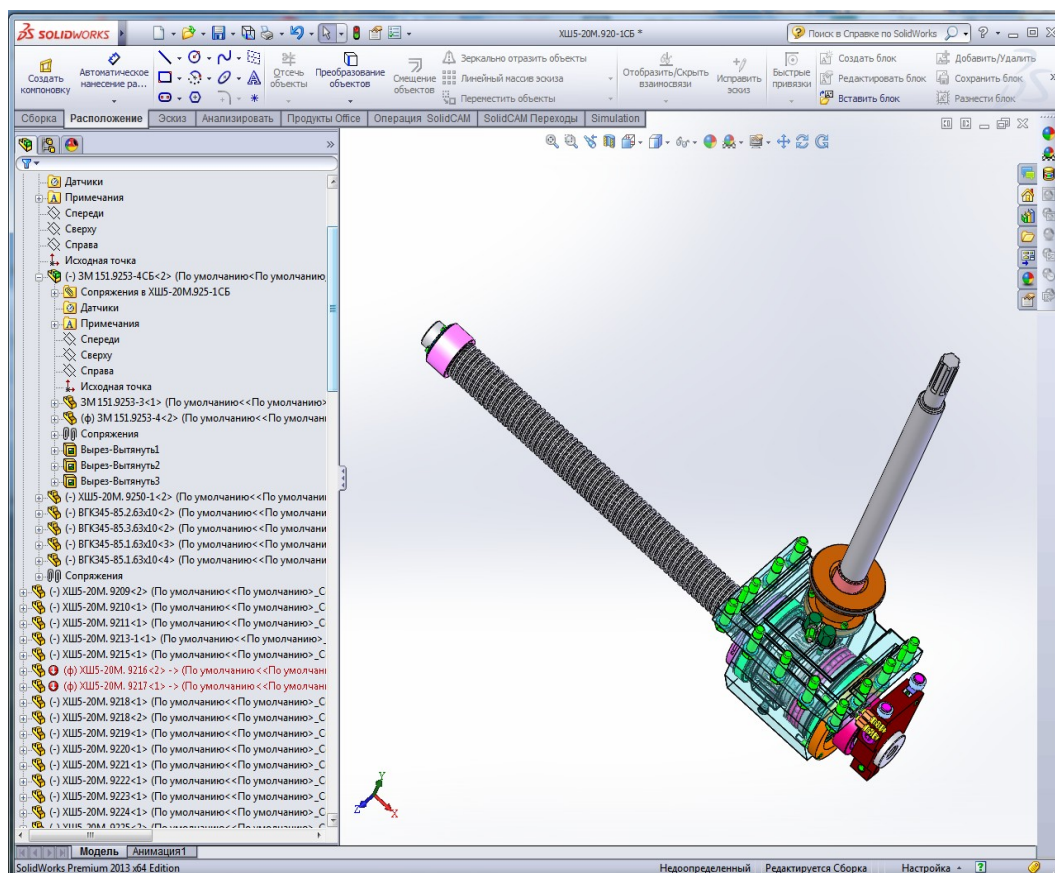 SOLIDWORKS
ХШ5-20М.920-1СБ *
Поиск в Справке по SolidWorks
Создать компоновку
Автоматическое нанесение ра...
Отсечь объекты
Преобразование объектов
Смещение объектов
Зеркально отразить объекты
Линейный массив эскиза
Переместить объекты
Отобразить/Скрыть взаимосвязи
Исправить эскиз
Быстрые привязки
Создать блок
Редактировать блок
Вставить блок
Добавить/Удалить
Сохранить блок
Разнести блок
Сборка Расположение Эскиз Анализировать Продукты Office Операция SolidCAM SolidCAM Переходы Simulation
Датчики
Примечания
Спереди
Сверху
Справа
Исходная точка
(-) ЗМ 151.9253-4СБ<2> (По умолчанию<По умолчанию_
Сопряжения в ХШ5-20М.925-1СБ
Датчики
Примечания
Спереди
Сверху
Справа
Исходная точка
ЗМ 151.9253-3<1> (По умолчанию<<По умолчанию>
(ф) ЗМ 151.9253-4<2> (По умолчанию<<По умолчан
Сопряжения
Вырез-Вытянуть1
Вырез-Вытянуть2
Вырез-Вытянуть3
(-) ХШ5-20М. 9250-1<2> (По умолчанию<<По умолчани
(-) ВГК345-85.2.63х10<2> (По умолчанию<<По умолчани
(-) ВГК345-85.3.63х10<2> (По умолчанию<<По умолчани
(-) ВГК345-85.1.63х10<3> (По умолчанию<<По умолчани
(-) ВГК345-85.1.63х10<4> (По умолчанию<<По умолчани
Сопряжения
(-) ХШ5-20М. 9209<2> (По умолчанию<<По умолчанию>_С
(-) ХШ5-20М. 9210<1> (По умолчанию<<По умолчанию>_С
(-) ХШ5-20М. 9211<1> (По умолчанию<<По умолчанию>_С
(-) ХШ5-20М. 9213-1<1> (По умолчанию<<По умолчанию>_
(-) ХШ5-20М. 9215<1> (По умолчанию<<По умолчанию>_С
(ф) ХШ5-20М. 9216<2> -> (По умолчанию<<По умолчани
(ф) ХШ5-20М. 9217<1> -> (По умолчанию<<По умолчани
(-) ХШ5-20М. 9218<1> (По умолчанию<<По умолчанию>_С
(-) ХШ5-20М. 9218<2> (По умолчанию<<По умолчанию>_С
(-) ХШ5-20М. 9219<1> (По умолчанию<<По умолчанию>_С
(-) ХШ5-20М. 9220<1> (По умолчанию<<По умолчанию>_С
(-) ХШ5-20М. 9221<1> (По умолчанию<<По умолчанию>_С
(-) ХШ5-20М. 9222<1> (По умолчанию<<По умолчанию>_С
(-) ХШ5-20М. 9223<1> (По умолчанию<<По умолчанию>_С
(-) ХШ5-20М. 9224<1> (По умолчанию<<По умолчанию>_С
Y
Z
X
Модель Анимация1
SolidWorks Premium 2013 x64 Edition
Недоопределенный Редактируется Сборка Настройка